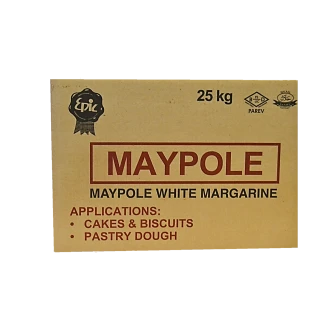 Epic
25 kg
PAREV
MAYPOLE
MAYPOLE WHITE MARGARINE
APPLICATIONS:
• CAKES & BISCUITS
• PASTRY DOUGH